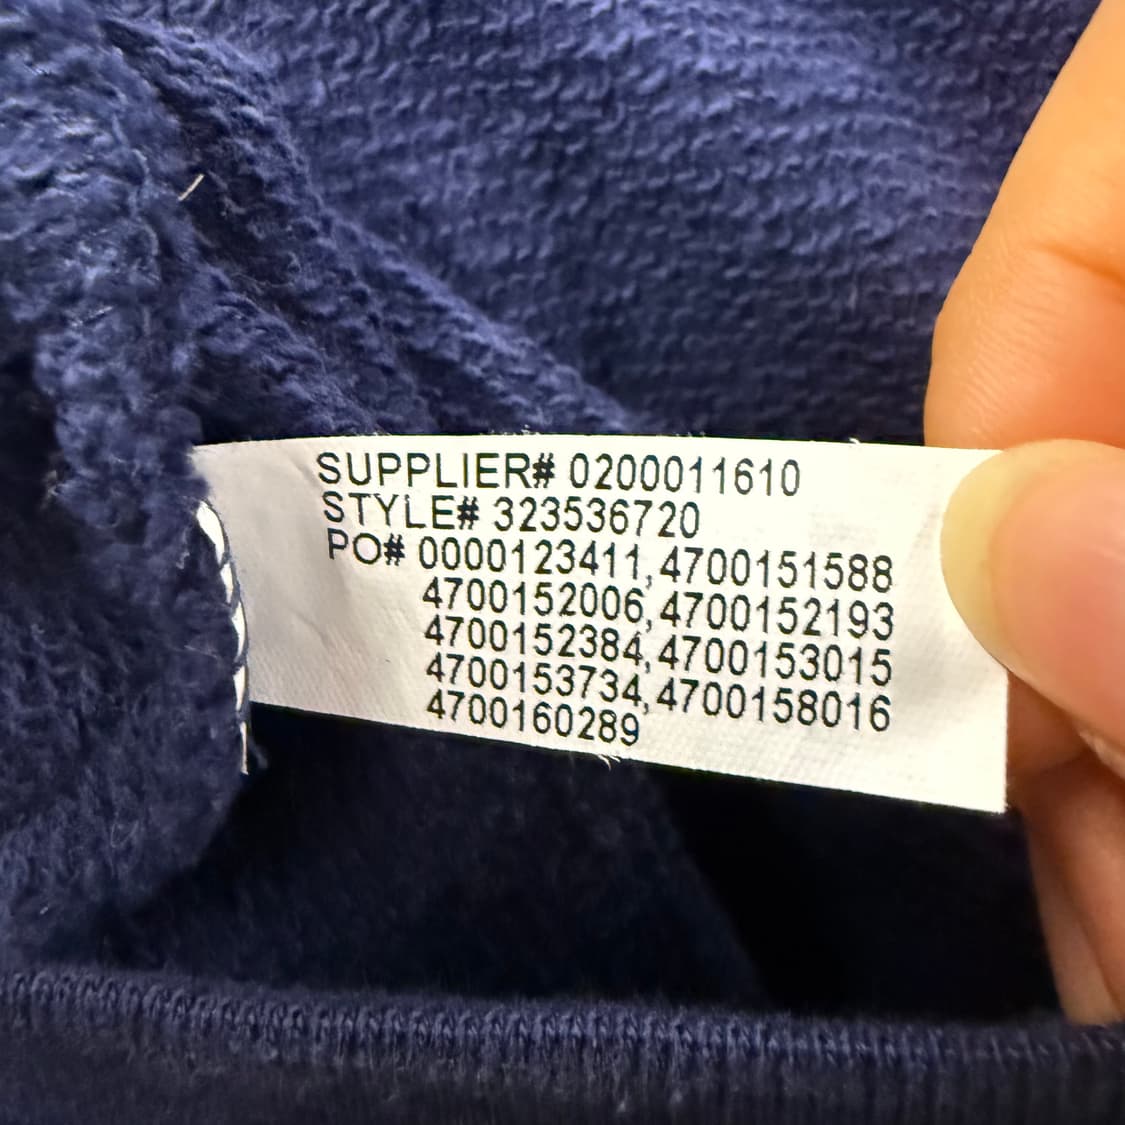 SUPPLIER# 0200011610
STYLE# 323536720
PO# 0000123411,4700151588
4700152006,4700152193
4700152384,4700153015
4700153734,4700158016
4700160289